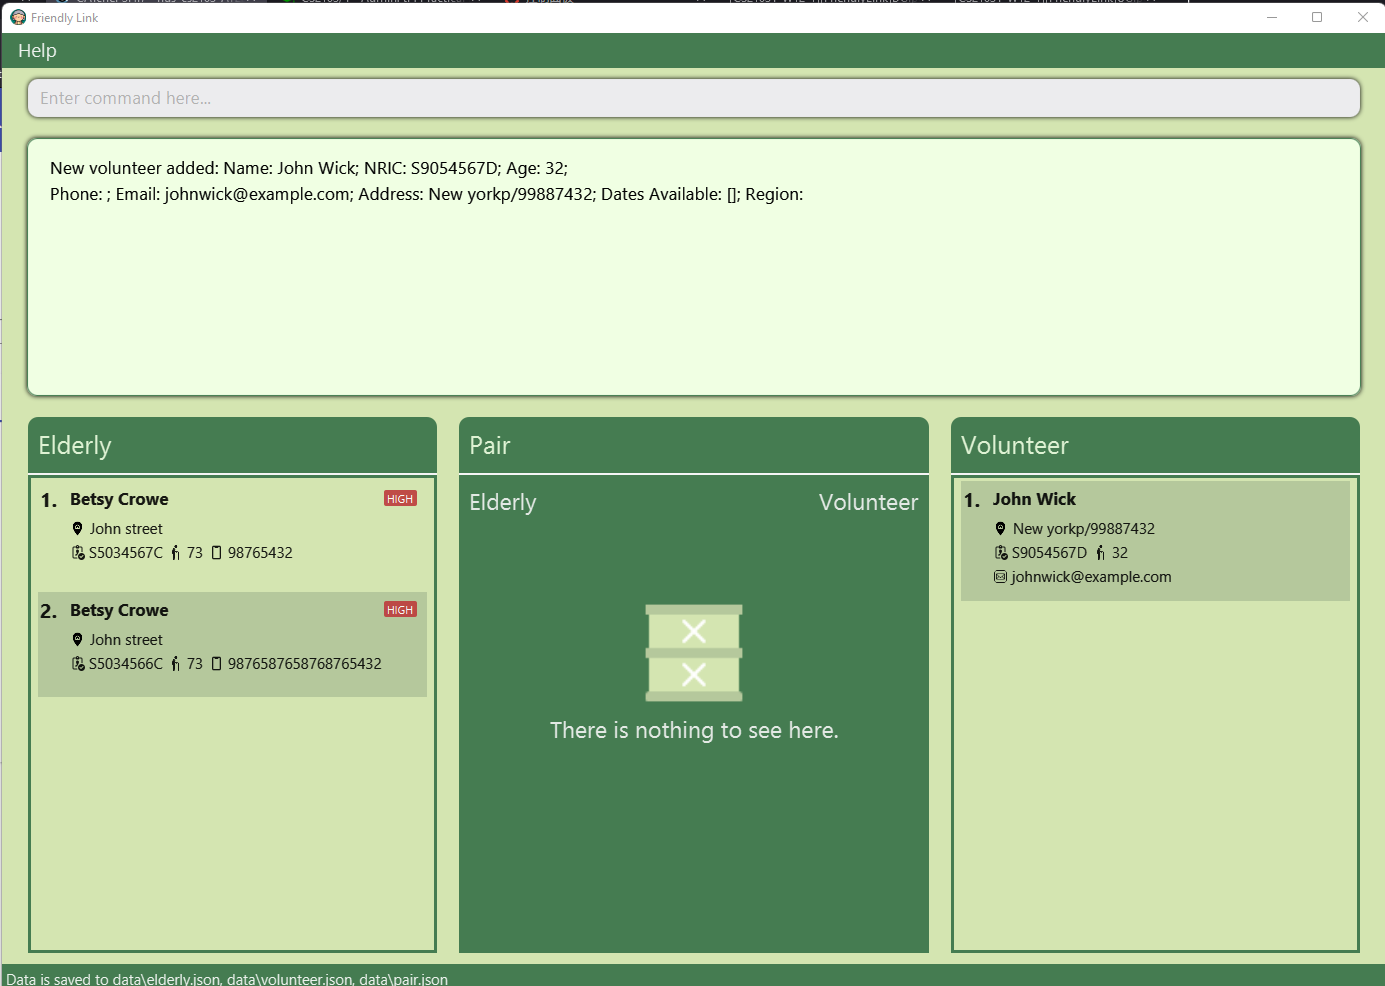 Friendly Link
Help
Enter command here...
New volunteer added: Name: John Wick; NRIC: S9054567D; Age: 32;
Phone: ; Email: johnwick@example.com; Address: New yorkp/99887432; Dates Available: []; Region:
Elderly
1. Betsy Crowe HIGH
John street
S5034567C 73 98765432
2. Betsy Crowe HIGH
John street
S5034566C 73 9876587658768765432
Pair
Elderly Volunteer
There is nothing to see here.
Volunteer
1. John Wick
New yorkp/99887432
S9054567D 32
johnwick@example.com
Data is saved to data\elderly.json, data\volunteer.json, data\pair.json